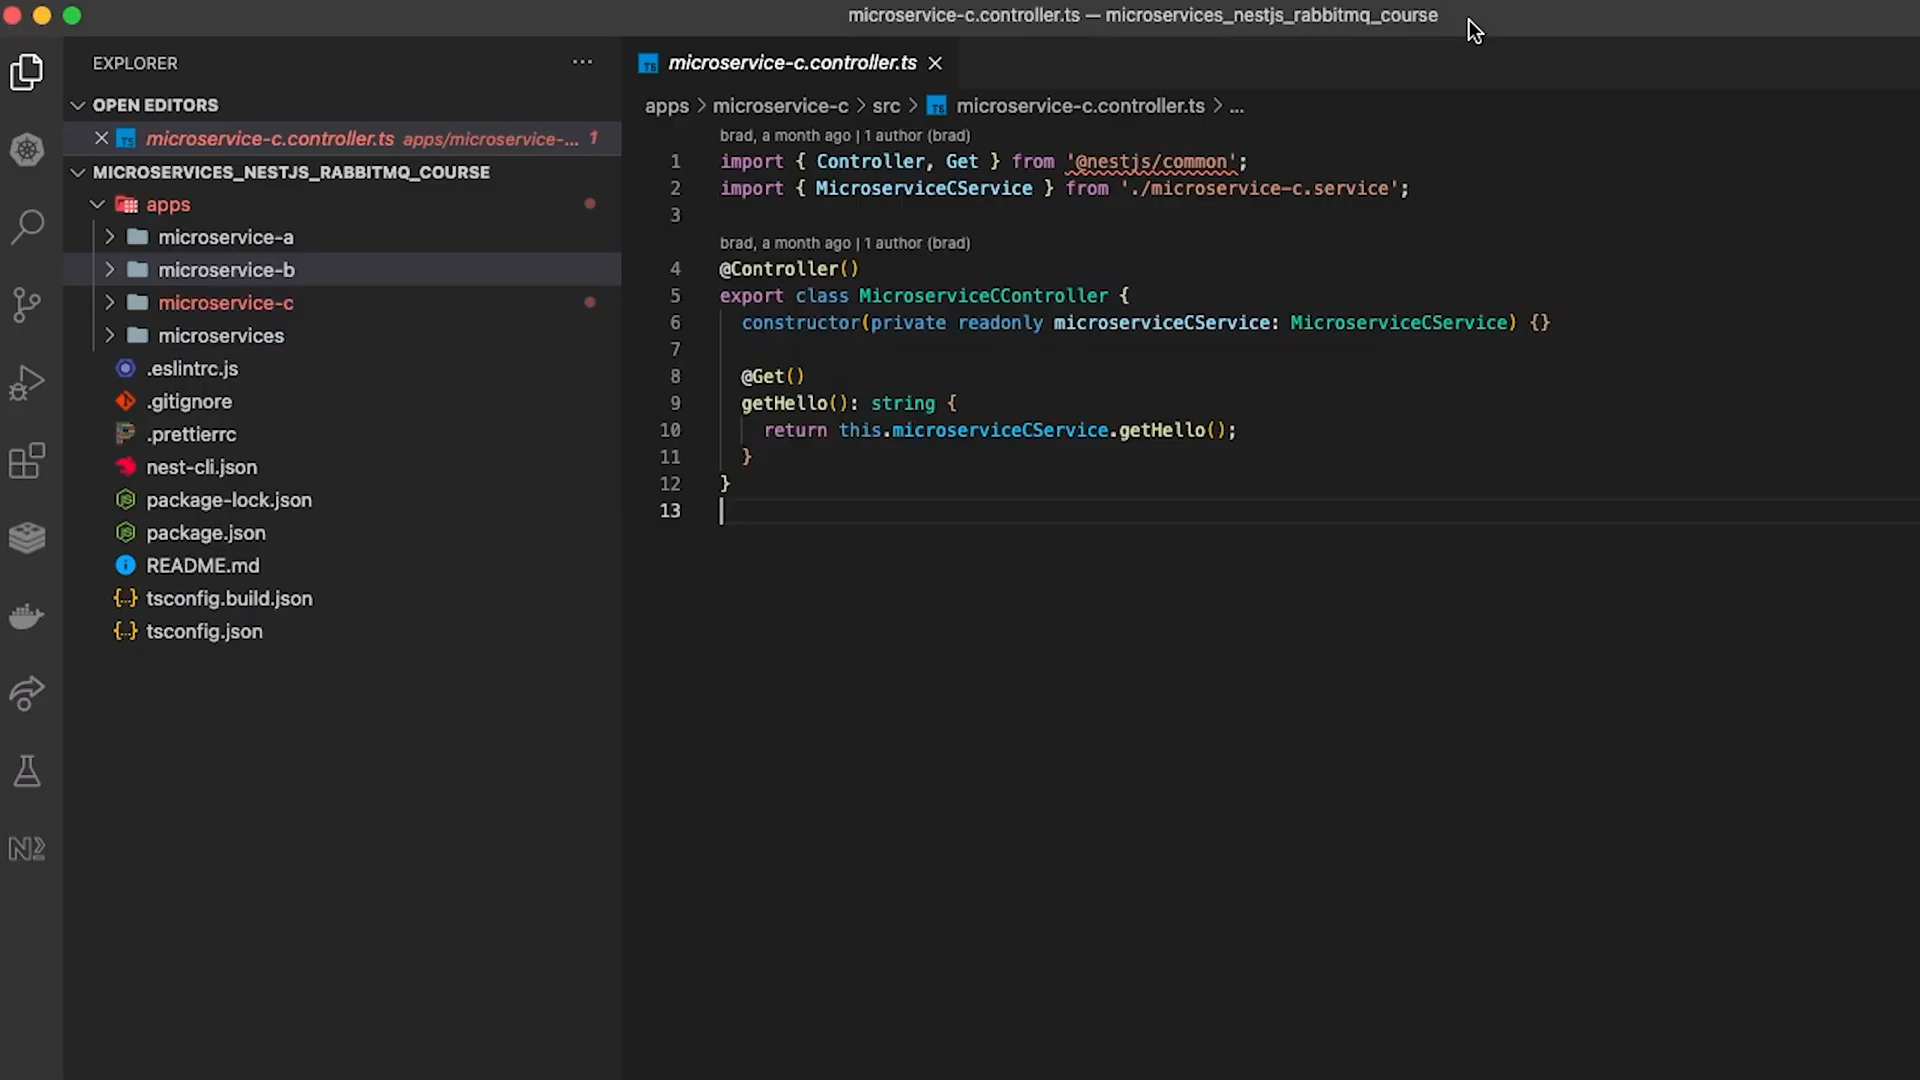 microservice-c.controller.ts — microservices_nestjs_rabbitmq_course
EXPLORER
OPEN EDITORS
microservice-c.controller.ts apps/microservice-... 1
MICROSERVICES_NESTJS_RABBITMQ_COURSE
apps
microservice-a
microservice-b
microservice-c
microservices
.eslintrc.js
.gitignore
.prettierrc
nest-cli.json
package-lock.json
package.json
README.md
tsconfig.build.json
tsconfig.json
microservice-c.controller.ts
apps > microservice-c > src > microservice-c.controller.ts > ...
brad, a month ago | 1 author (brad)
1 import { Controller, Get } from '@nestjs/common';
2 import { MicroserviceCService } from './microservice-c.service';
3
brad, a month ago | 1 author (brad)
4 @Controller()
5 export class MicroserviceCController {
6 constructor(private readonly microserviceCService: MicroserviceCService) {}
7
8 @Get()
9 getHello(): string {
10 return this.microserviceCService.getHello();
11 }
12 }
13